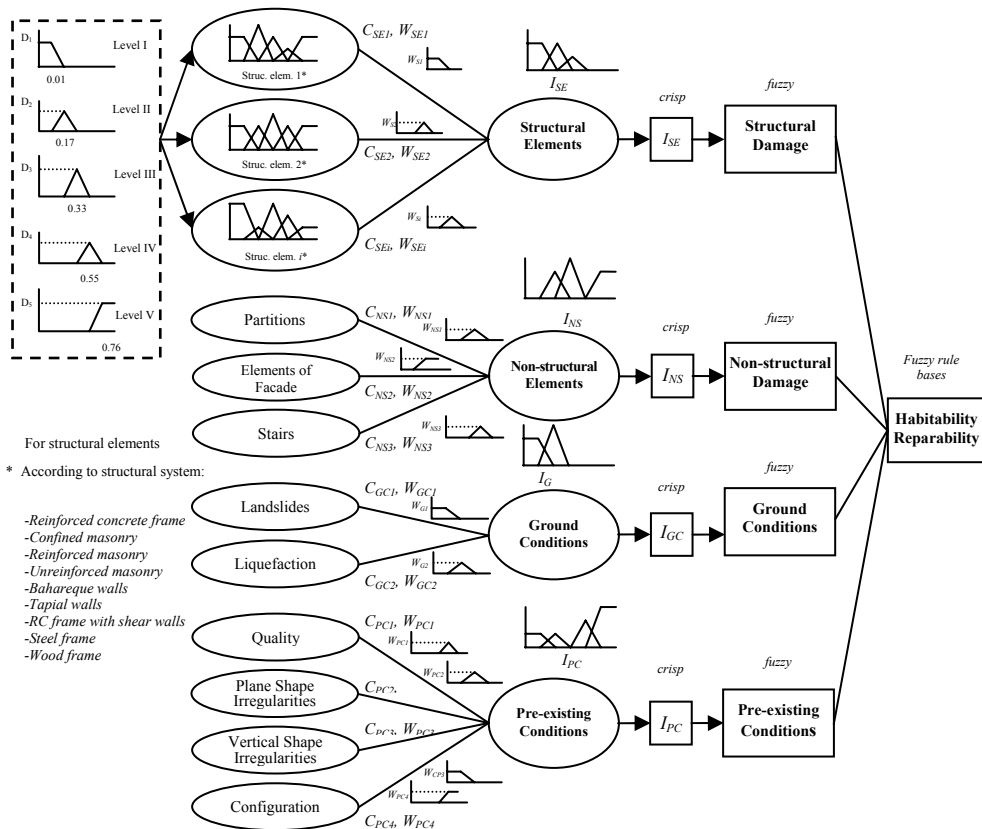 D1
Level I
0.01
D2
Level II
0.17
D3
Level III
0.33
D4
Level IV
0.55
D5
Level V
0.76
Struc. elem. 1*
Struc. elem. 2*
Struc. elem. i*
CSE1, WSE1
WS1
WS2
CSE2, WSE2
WSi
CSEi, WSEi
ISE
Structural
Elements
crisp
ISE
fuzzy
Structural
Damage
Partitions
Elements of
Facade
Stairs
CNS1, WNS1
WNS1
WNS2
CNS2, WNS2
WNS3
CNS3, WNS3
INS
Non-structural
Elements
crisp
INS
fuzzy
Non-structural
Damage
Fuzzy rule
bases
Habitability
Reparability
For structural elements
* According to structural system:
-Reinforced concrete frame
-Confined masonry
-Reinforced masonry
-Unreinforced masonry
-Bahareque walls
-Tapial walls
-RC frame with shear walls
-Steel frame
-Wood frame
Landslides
Liquefaction
CGC1, WGC1
WG1
WG2
CGC2, WGC2
IG
Ground
Conditions
crisp
IGC
fuzzy
Ground
Conditions
Quality
Plane Shape
Irregularities
Vertical Shape
Irregularities
Configuration
CPC1, WPC1
WPC1
WPC2
CPC2,
CPC3, WPC3
WCP3
WPC4
CPC4, WPC4
IPC
Pre-existing
Conditions
crisp
IPC
fuzzy
Pre-existing
Conditions